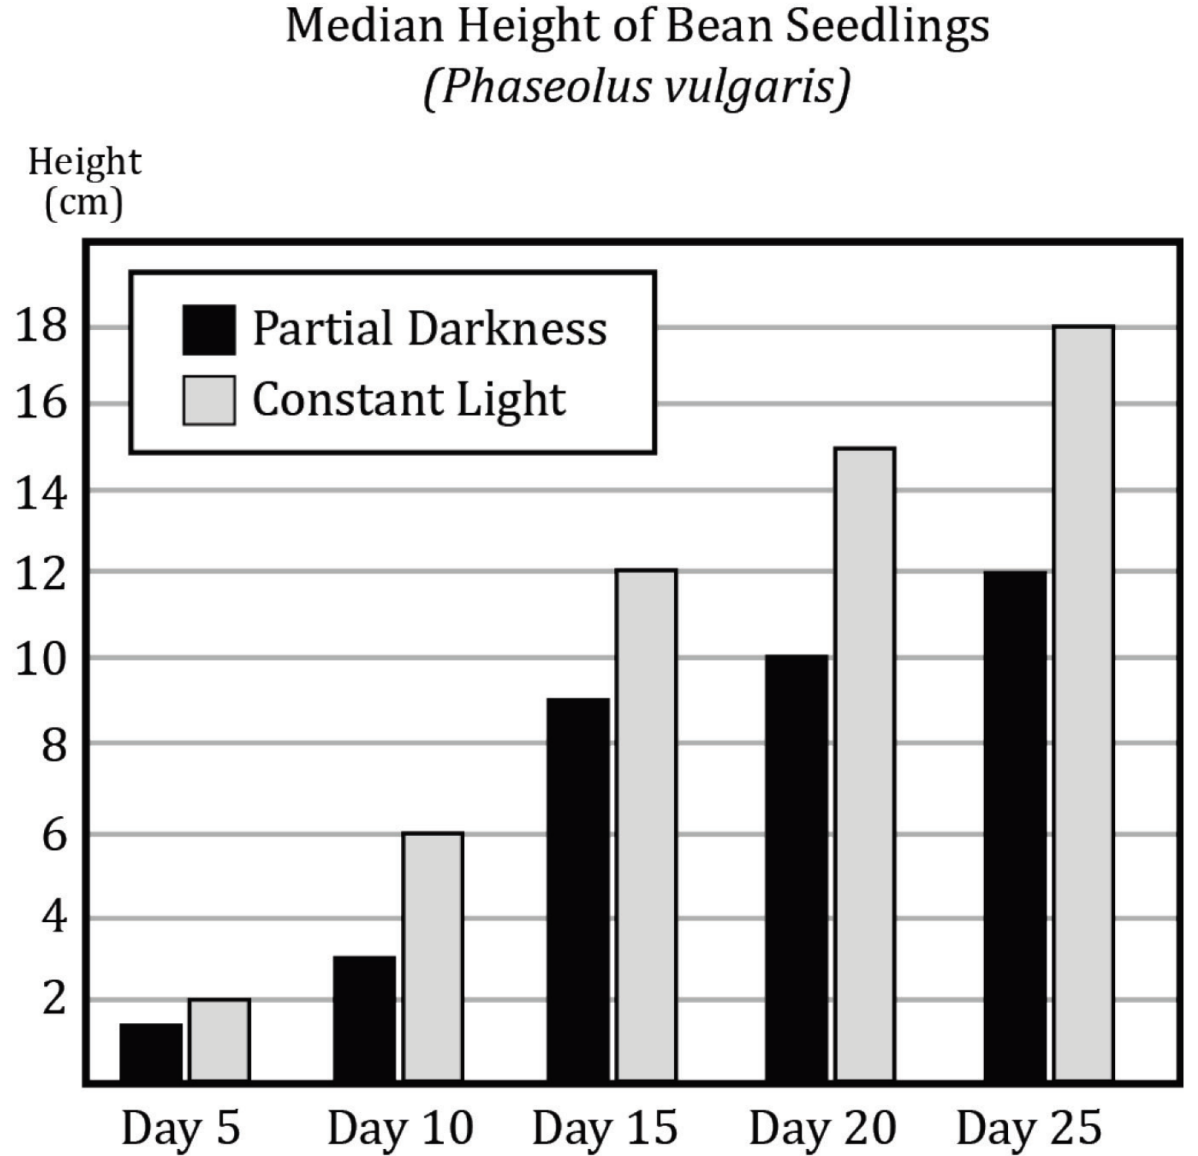 Median Height of Bean Seedlings
(Phaseolus vulgaris)
Height
(cm)
Partial Darkness
Constant Light
18
16
14
12
10
8
6
4
2
Day 5
Day 10
Day 15
Day 20
Day 25